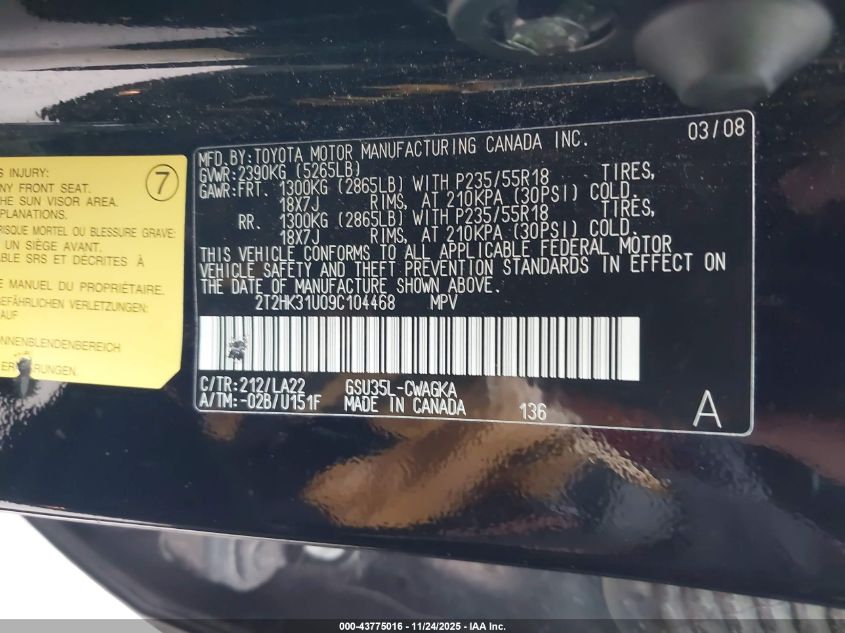 S INJURY:
NY FRONT SEAT.
HE SUN VISOR AREA.
PLANATIONS.
RISQUE MORTEL OU BLESSURE GRAVE:
UN SIÈGE AVANT.
ABLE SRS ET DÉCRITES À
E MANUEL DU PROPRIÉTAIRE.
EFÄHRLICHEN VERLETZUNGEN.
AUF
ONNENBLENDENBEREICH
7
03/08
MFD.BY:TOYOTA MOTOR MANUFACTURING CANADA INC.
GVWR:2390KG (5265LB)
GAWR:FRT. 1300KG (2865LB) WITH P235/55R18 TIRES,
18X7J RIMS, AT 210KPA (30PSI) COLD.
RR. 1300KG (2865LB) WITH P235/55R18 TIRES,
18X7J RIMS, AT 210KPA (30PSI) COLD.
THIS VEHICLE CONFORMS TO ALL APPLICABLE FEDERAL MOTOR
VEHICLE SAFETY AND THEFT PREVENTION STANDARDS IN EFFECT ON
THE DATE OF MANUFACTURE SHOWN ABOVE.
2T2HK31U09C104468 MPV
C/TR:212/LA22 GSU35L-CWAGKA
A/TM:-02B/U151F MADE IN CANADA 136 A
000-43775016 - 11/24/2025 - IAA Inc.